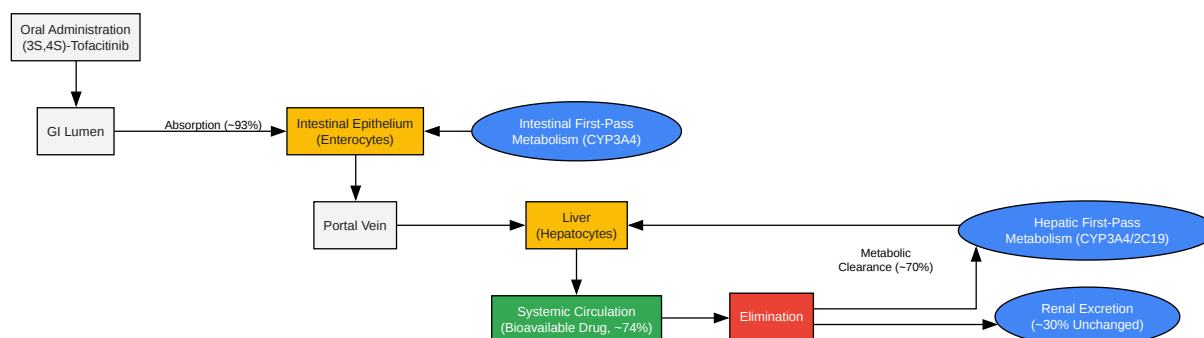 Oral Administration
(3S,4S)-Tofacitinib
GI Lumen
Absorption (~93%)
Intestinal Epithelium
(Enterocytes)
Intestinal First-Pass
Metabolism (CYP3A4)
Portal Vein
Liver
(Hepatocytes)
Hepatic First-Pass
Metabolism (CYP3A4/2C19)
Metabolic
Clearance (~70%)
Systemic Circulation
(Bioavailable Drug, ~74%)
Elimination
Renal Excretion
(~30% Unchanged)